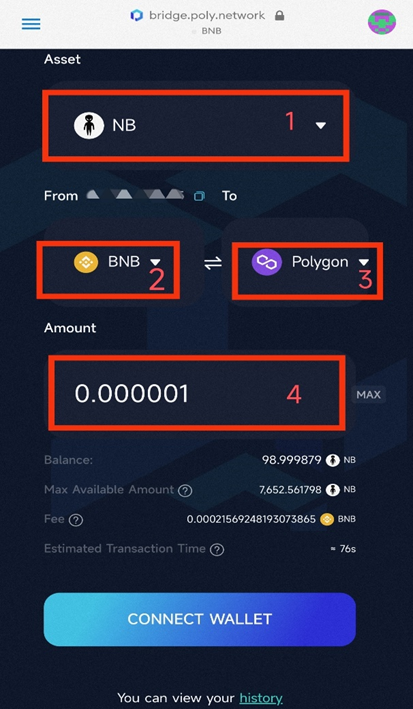 bridge.poly.network
BNB
Asset
NB 1
From To
BNB 2 Polygon 3
Amount
0.000001 4 MAX
Balance: 98.999879 NB
Max Available Amount ? 7,652.561798 NB
Fee ? 0.00021569248193073865 BNB
Estimated Transaction Time ? ≈ 76s
CONNECT WALLET
You can view your history